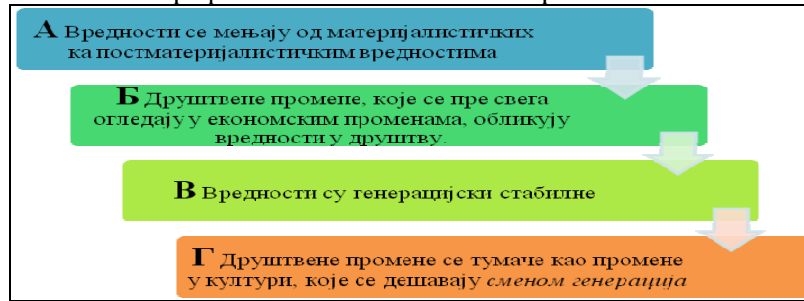 А Вредности се мењају од материјалистичких
ка постматеријалистичким вредностима
Б Друштвене промене, које се пре свега
огледају у економским променама, обликују
вредности у друштву.
В Вредности су генерацијски стабилне
Г Друштвене промене се тумаче као промене
у култури, које се дешавају сменом генерација